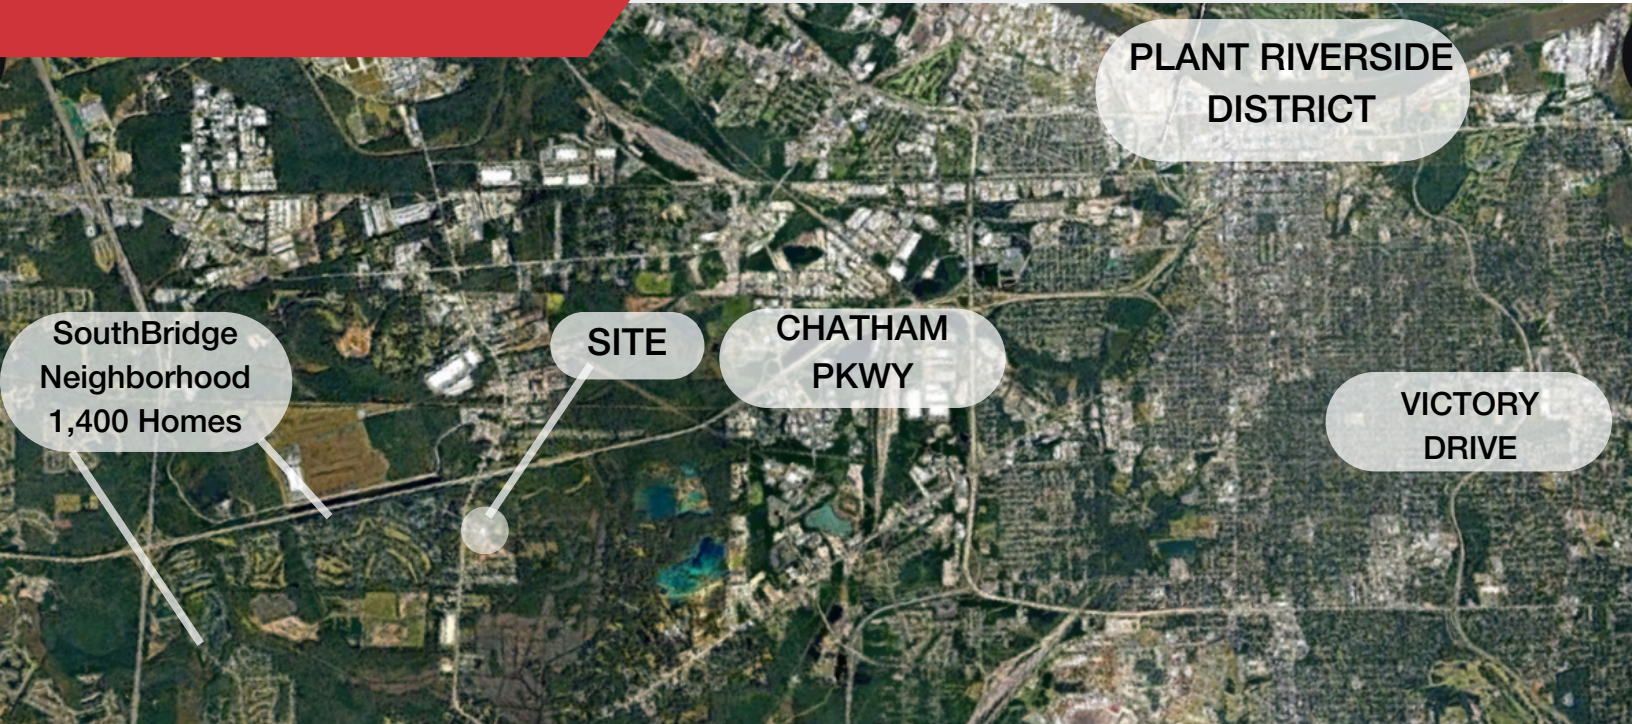 PLANT RIVERSIDE
DISTRICT
SouthBridge
Neighborhood
1,400 Homes
SITE
CHATHAM
PKWY
VICTORY
DRIVE